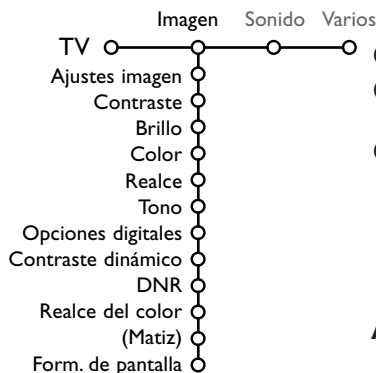 Imagen Sonido Varios
TV
Ajustes imagen
Contraste
Brillo
Color
Realce
Tono
Opciones digitales
Contraste dinámico
DNR
Realce del color
(Matiz)
Form. de pantalla